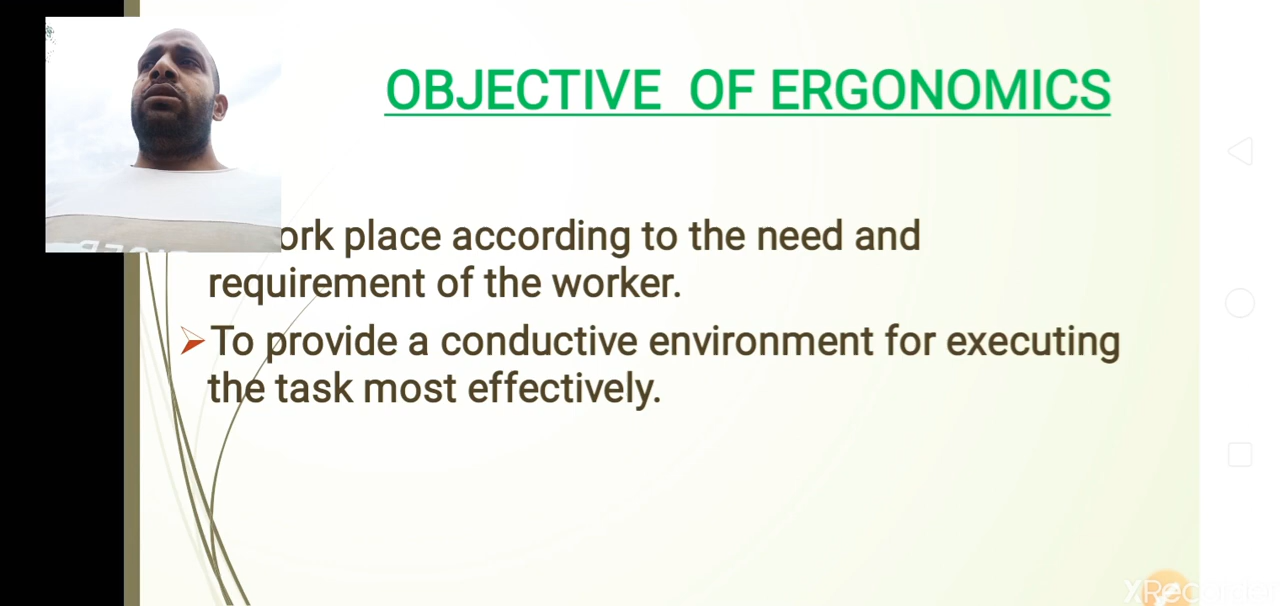 OBJECTIVE OF ERGONOMICS
place according to the need and
requirement of the worker.
To provide a conductive environment for executing
the task most effectively.